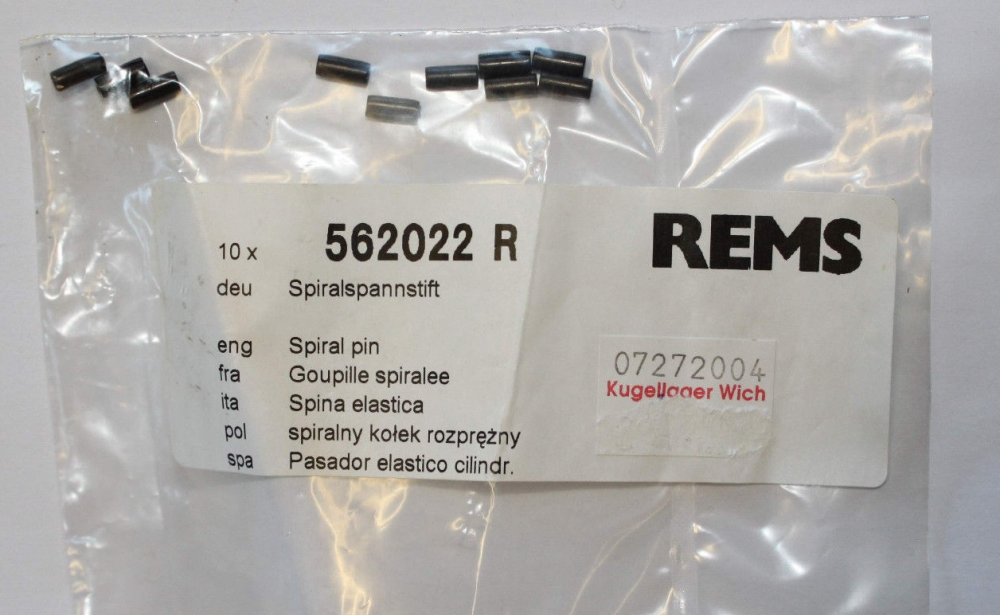 10 x 562022 R
REMS
deu Spiralspannstift
eng Spiral pin
fra Goupille spiralee
ita Spina elastica
pol spiralny kołek rozprężny
spa Pasador elastico cilindr.
07272004
Kugellager Wich